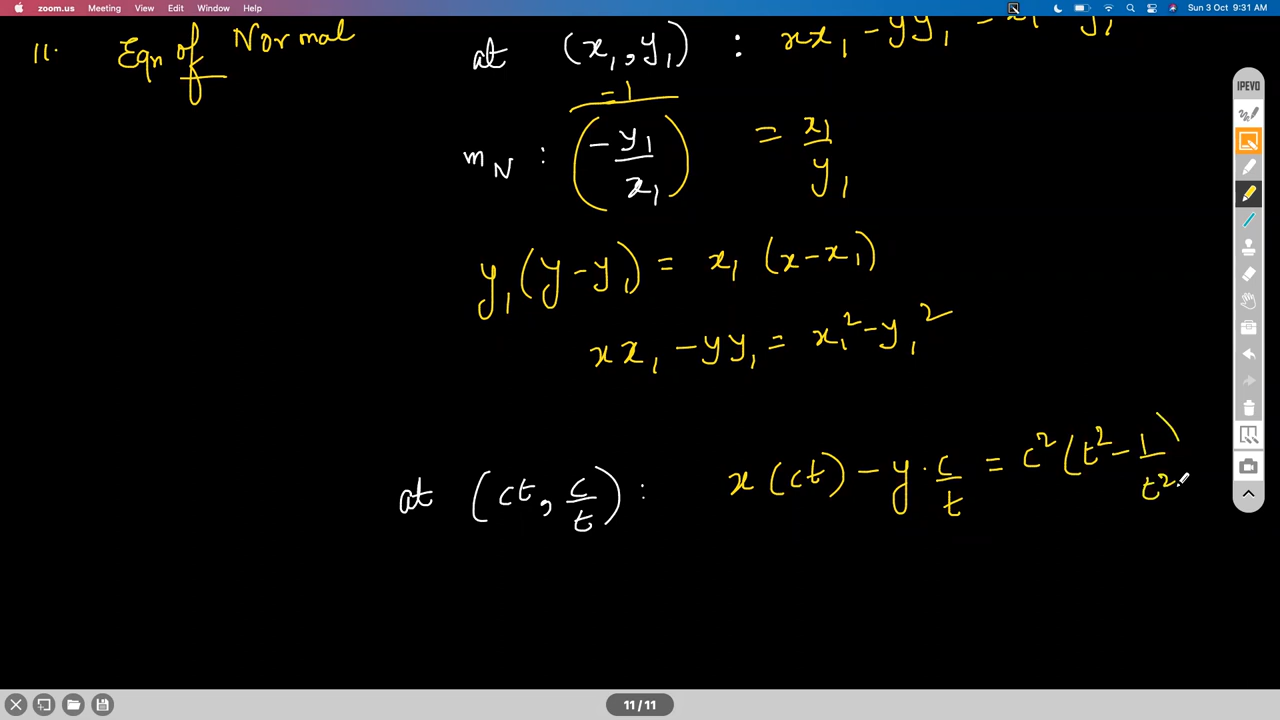 zoom.us Meeting View Edit Window Help Sun 3 Oct 9:31 AM
11. Eqn of Normal at (x₁, y₁) : xx₁ − yy₁ =
IPEVO
m_N : −1/(−y₁/x₁) = x₁/y₁
y₁(y − y₁) = x₁(x − x₁)
xx₁ − yy₁ = x₁² − y₁²
at (ct, c/t) : x(ct) − y · c/t = c²(t² − 1/t²)
11/11